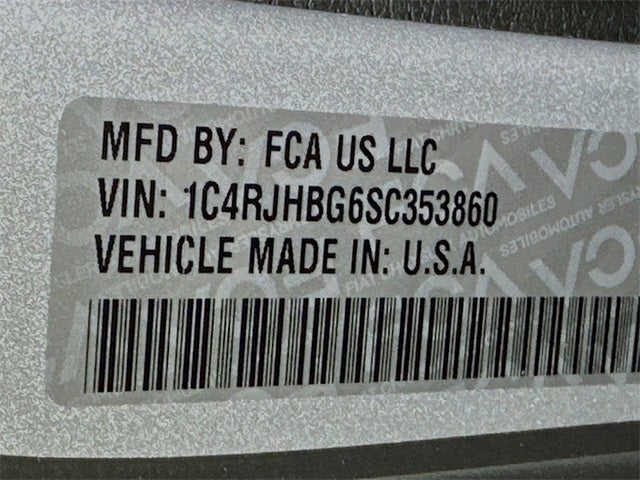 MFD BY: FCA US LLC
VIN: 1C4RJHBG6SC353860
VEHICLE MADE IN: U.S.A.